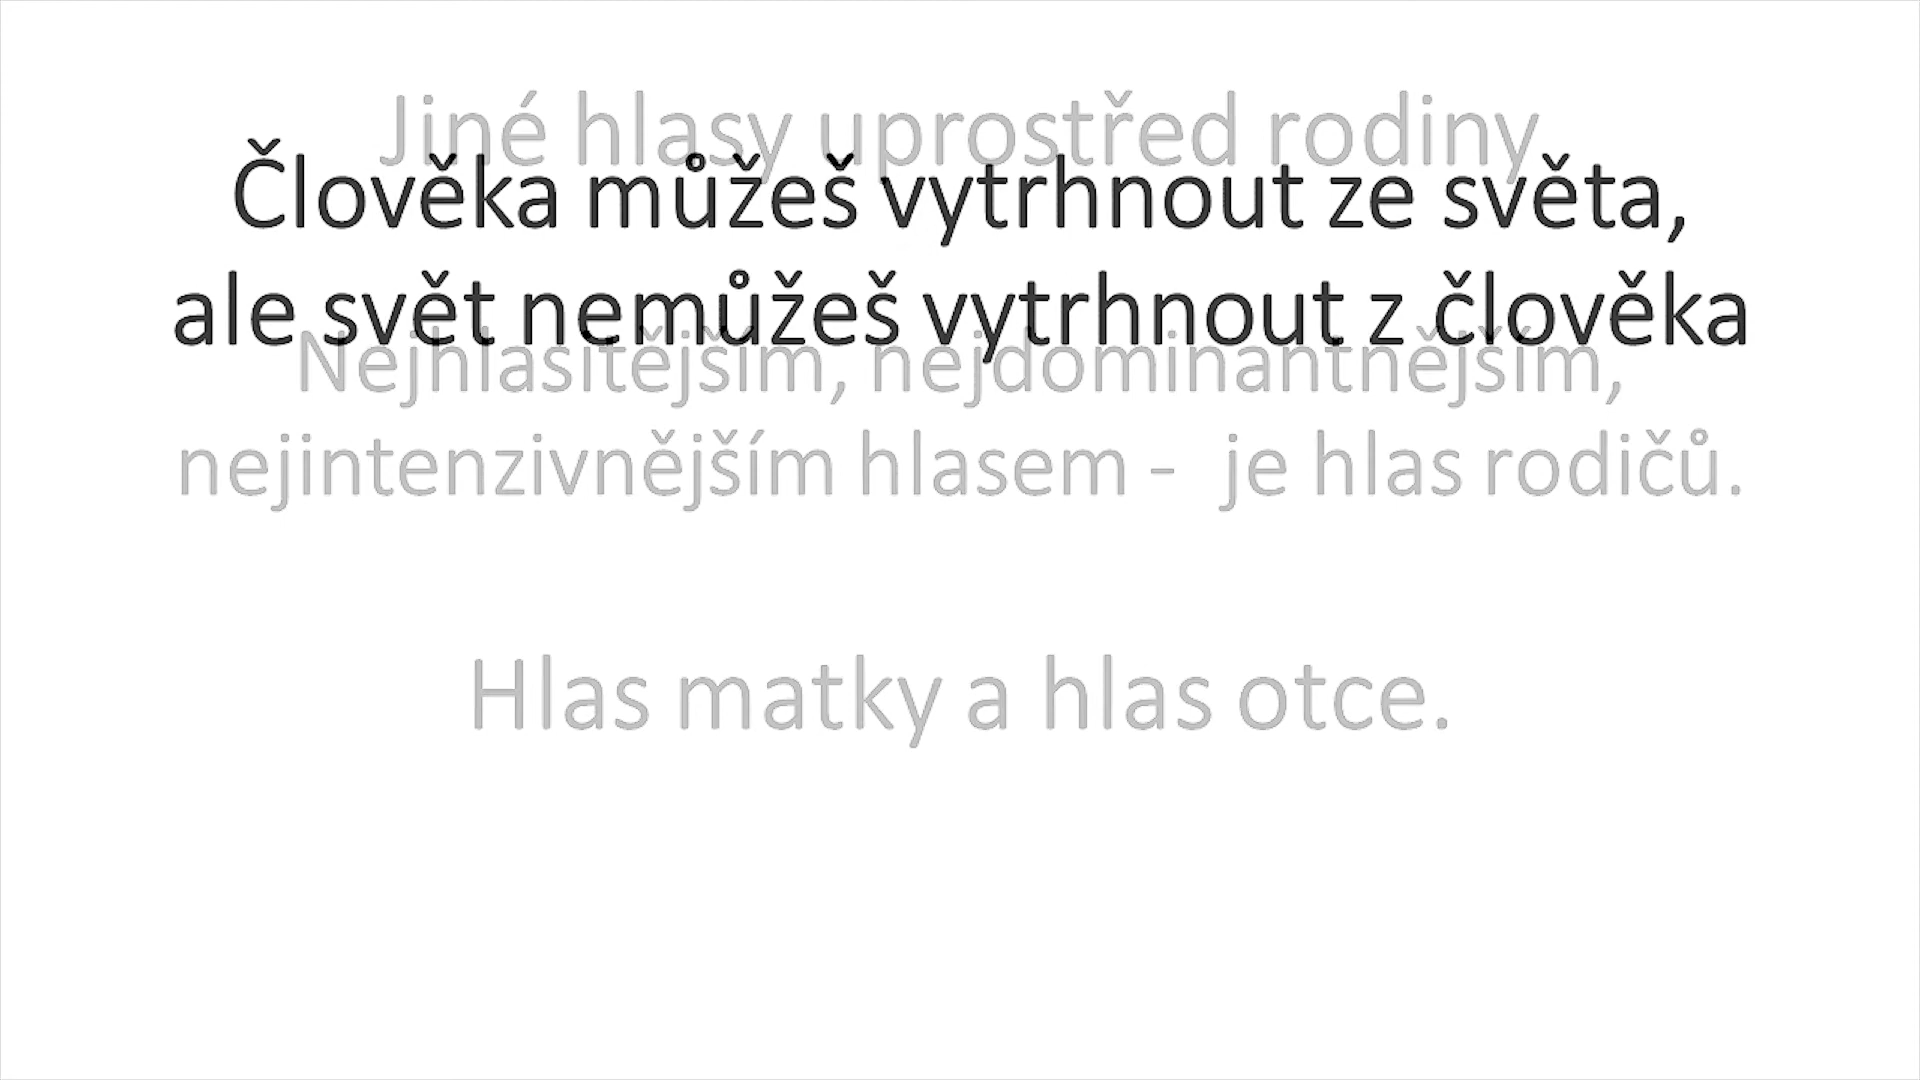 Jiné hlasy uprostřed rodiny
Člověka můžeš vytrhnout ze světa,
ale svět nemůžeš vytrhnout z člověka
Nejhlasitějším, nejdominantnějším,
nejintenzivnějším hlasem - je hlas rodičů.
Hlas matky a hlas otce.